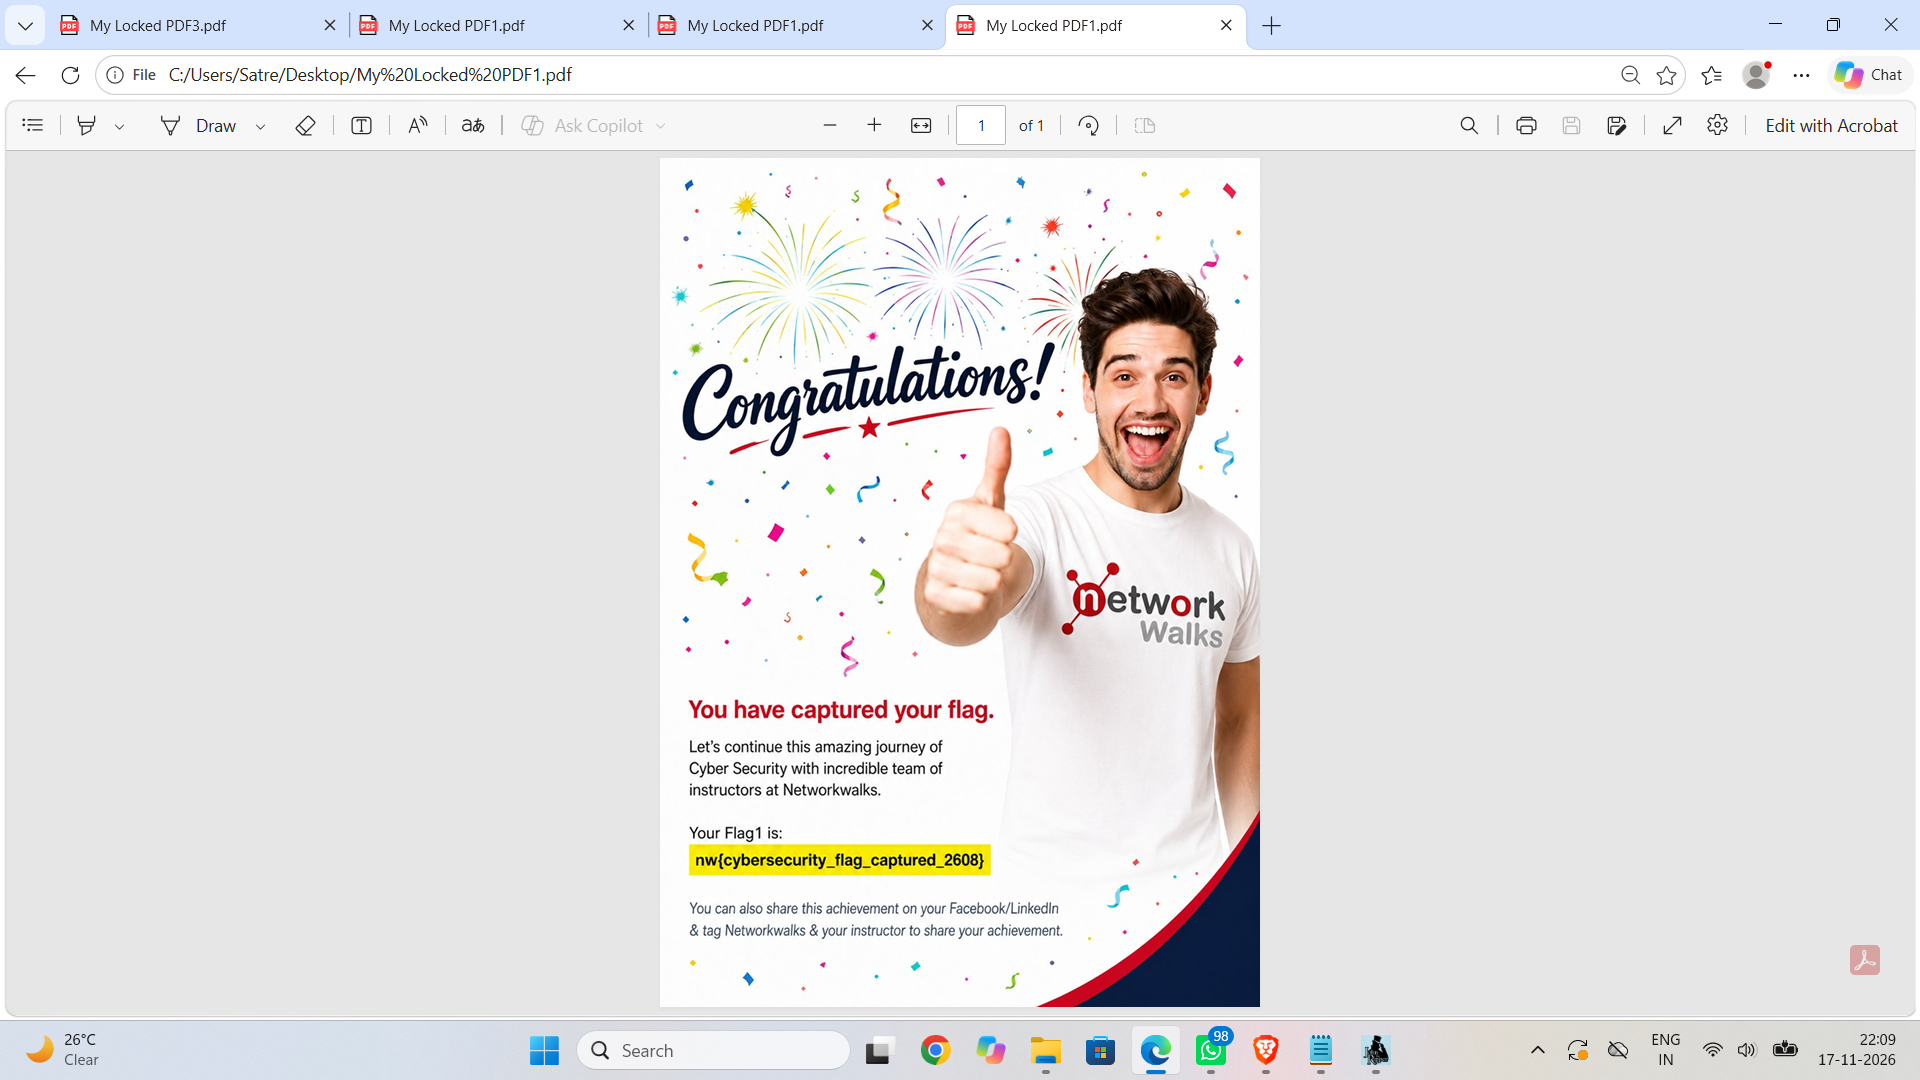 My Locked PDF3.pdf
My Locked PDF1.pdf
My Locked PDF1.pdf
My Locked PDF1.pdf
File C:/Users/Satre/Desktop/My%20Locked%20PDF1.pdf
Chat
Draw
aあ
Ask Copilot
1 of 1
Edit with Acrobat
Congratulations!
network
Walks
You have captured your flag.
Let's continue this amazing journey of
Cyber Security with incredible team of
instructors at Networkwalks.
Your Flag1 is:
nw{cybersecurity_flag_captured_2608}
You can also share this achievement on your Facebook/LinkedIn
& tag Networkwalks & your instructor to share your achievement.
26°C
Clear
Search
98
ENG
IN
22:09
17-11-2026